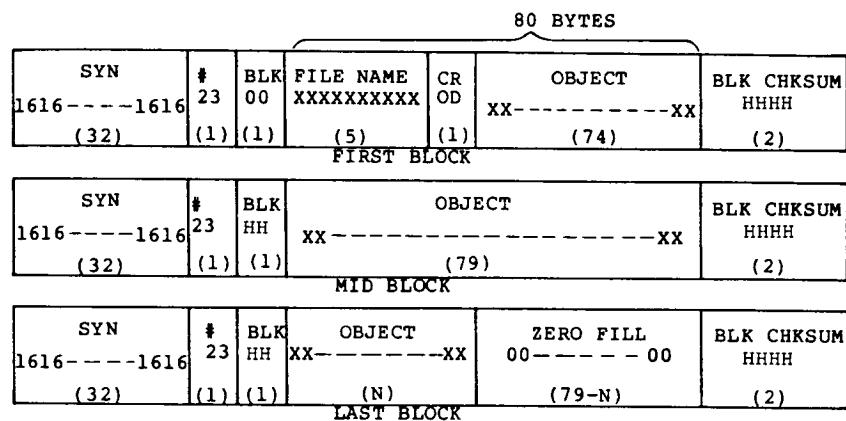 80 BYTES
SYN # BLK FILE NAME CR OBJECT BLK CHKSUM
1616----1616 23 00 XXXXXXXXXX OD XX----------XX HHHH
(32) (1) (1) (5) (1) (74) (2)
FIRST BLOCK
SYN # BLK OBJECT BLK CHKSUM
1616----1616 23 HH XX------------------XX HHHH
(32) (1) (1) (79) (2)
MID BLOCK
SYN # BLK OBJECT ZERO FILL BLK CHKSUM
1616----1616 23 HH XX--------XX 00------00 HHHH
(32) (1) (1) (N) (79-N) (2)
LAST BLOCK